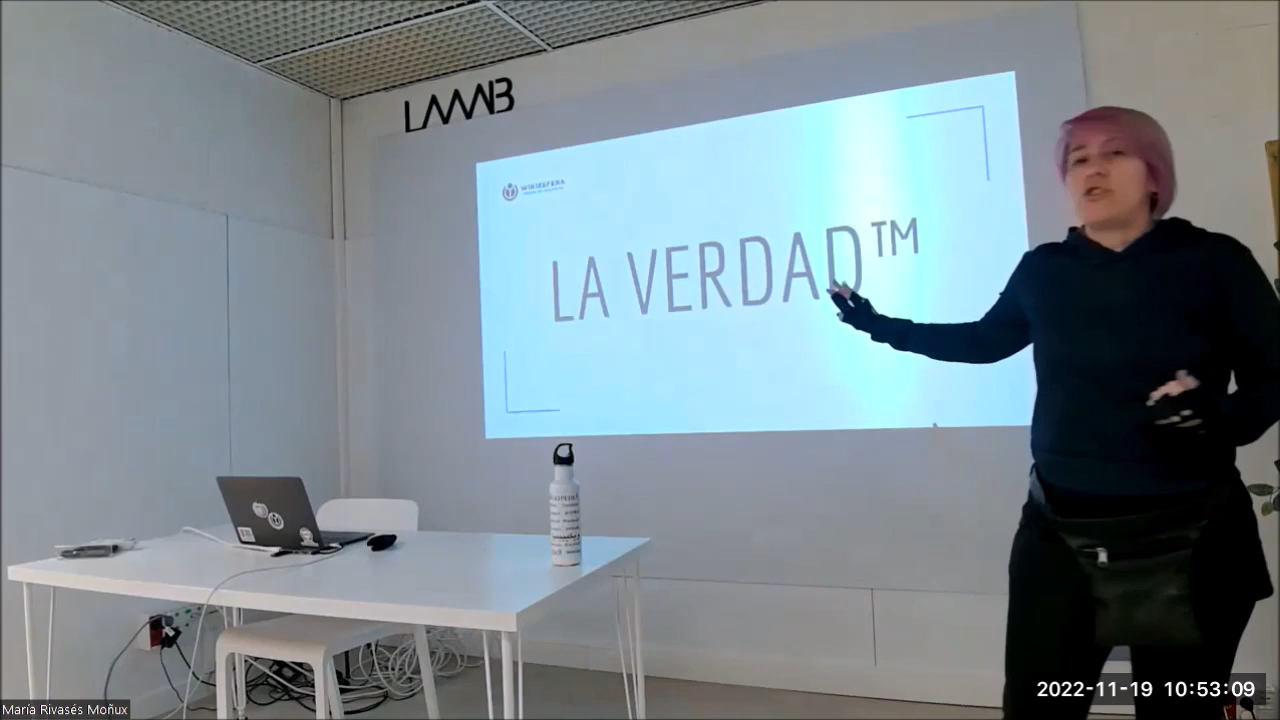 LAAAB
WIKIESFERA
LA VERDAD™
María Rivasés Moñux
2022-11-19 10:53:09